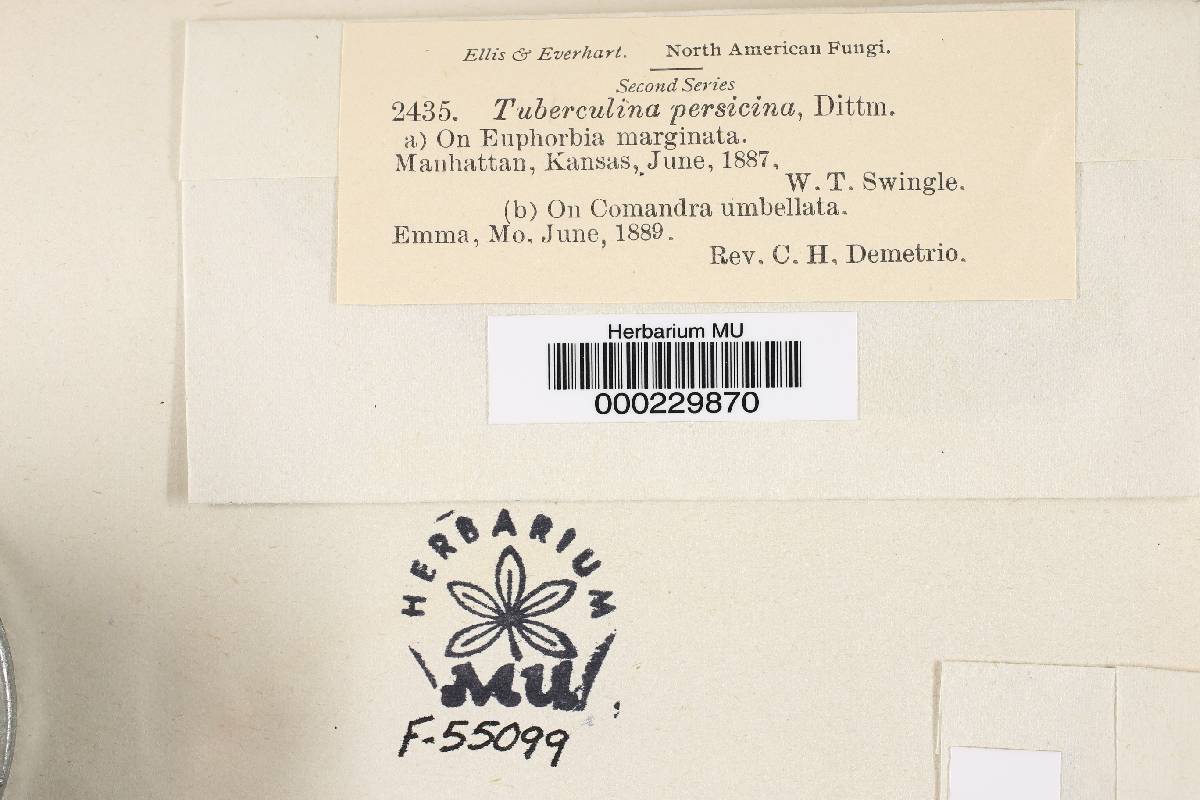 Ellis & Everhart. North American Fungi.
Second Series
2435. Tuberculina persicina, Dittm.
a) On Euphorbia marginata.
Manhattan, Kansas, June, 1887,
W. T. Swingle.
(b) On Comandra umbellata.
Emma, Mo. June, 1889.
Rev. C. H. Demetrio.
Herbarium MU
000229870
HERBARIUM
MU
F-55099